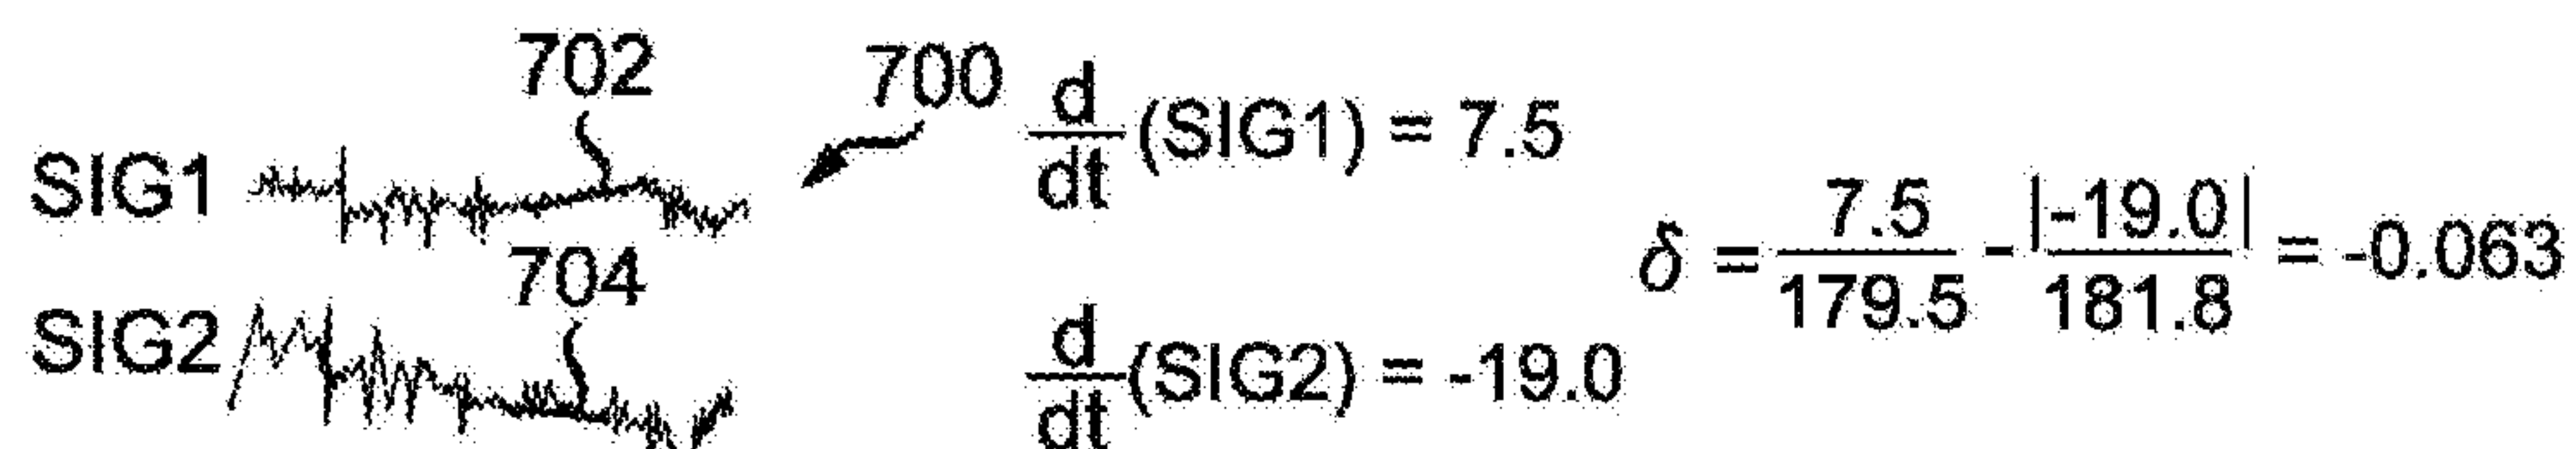 702
700
d/dt (SIG1) = 7.5
SIG1
δ = 7.5/179.5 - |-19.0|/181.8 = -0.063
704
SIG2
d/dt (SIG2) = -19.0